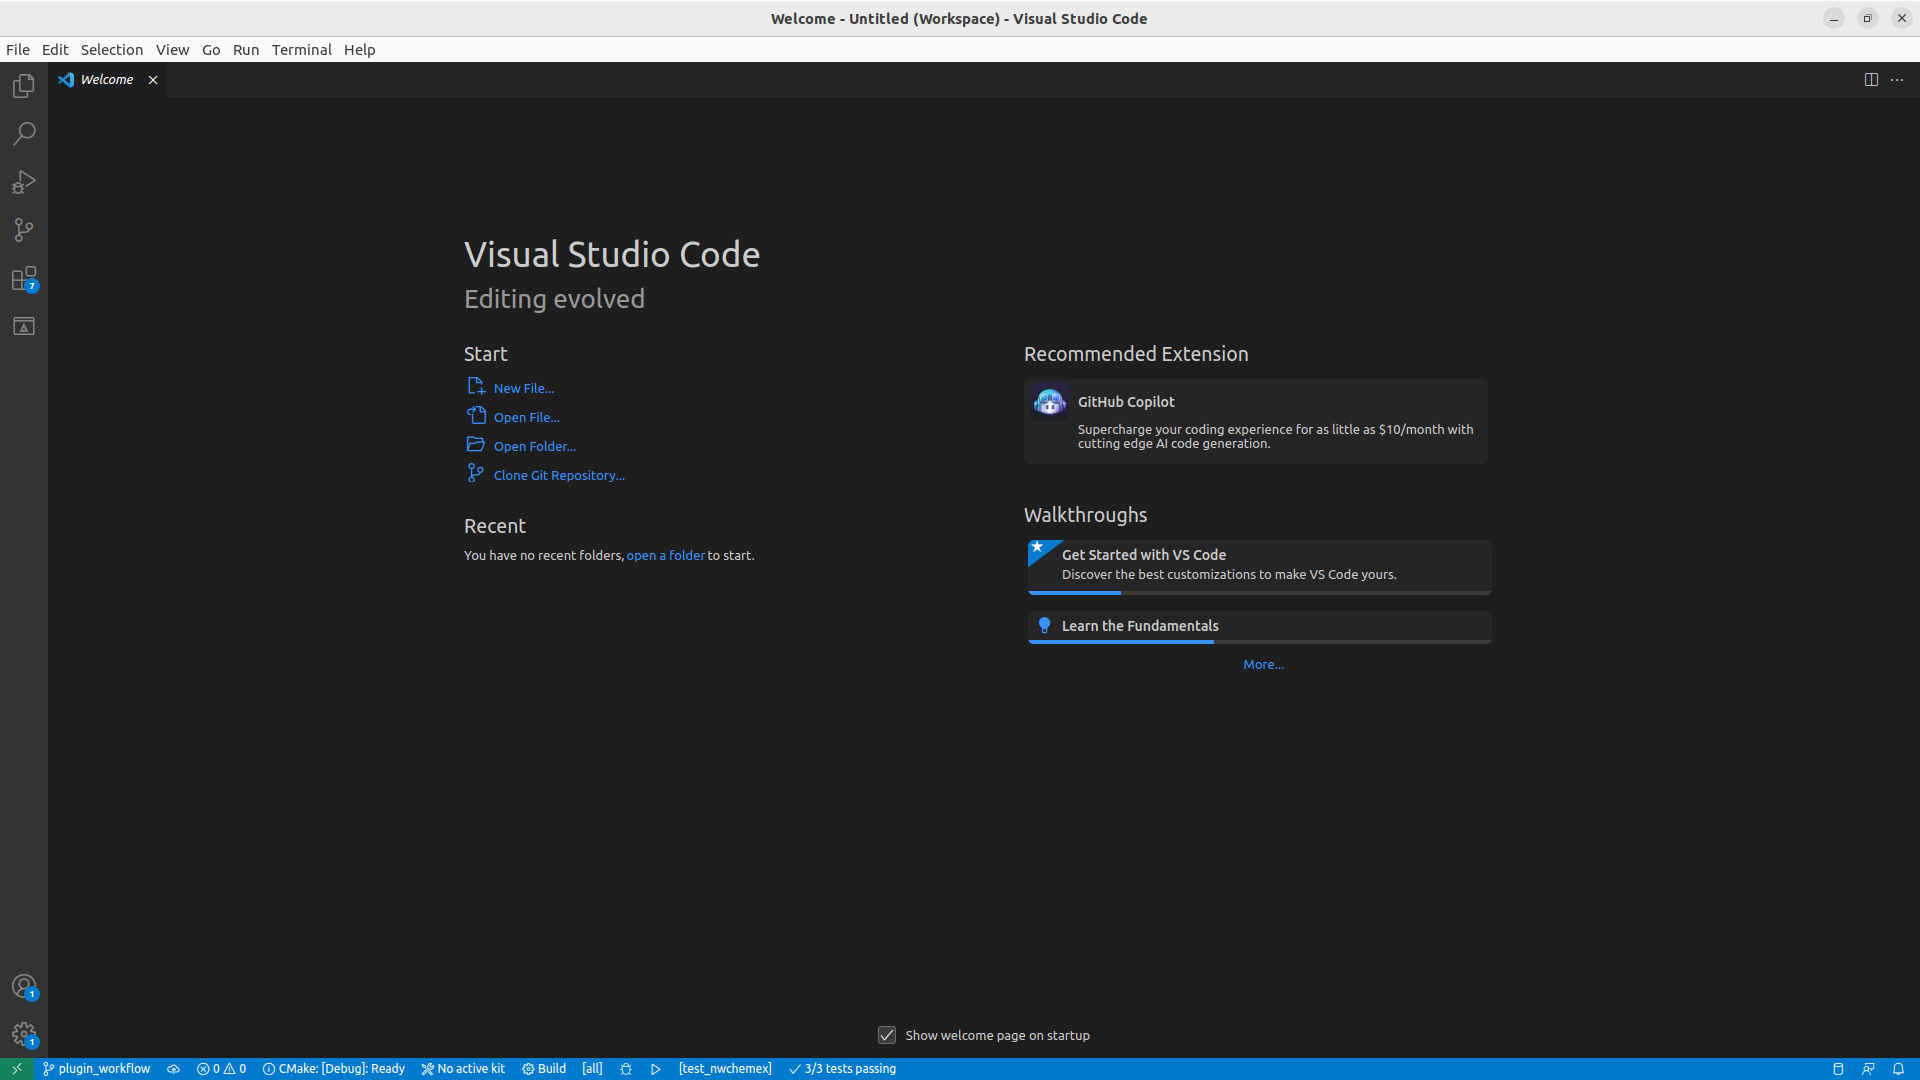 Welcome - Untitled (Workspace) - Visual Studio Code
File Edit Selection View Go Run Terminal Help
Welcome
Visual Studio Code
Editing evolved
Start
New File...
Open File...
Open Folder...
Clone Git Repository...
Recent
You have no recent folders, open a folder to start.
Recommended Extension
GitHub Copilot
Supercharge your coding experience for as little as $10/month with
cutting edge AI code generation.
Walkthroughs
Get Started with VS Code
Discover the best customizations to make VS Code yours.
Learn the Fundamentals
More...
7
1
1
Show welcome page on startup
plugin_workflow 0 0 CMake: [Debug]: Ready No active kit Build [all] [test_nwchemex] 3/3 tests passing